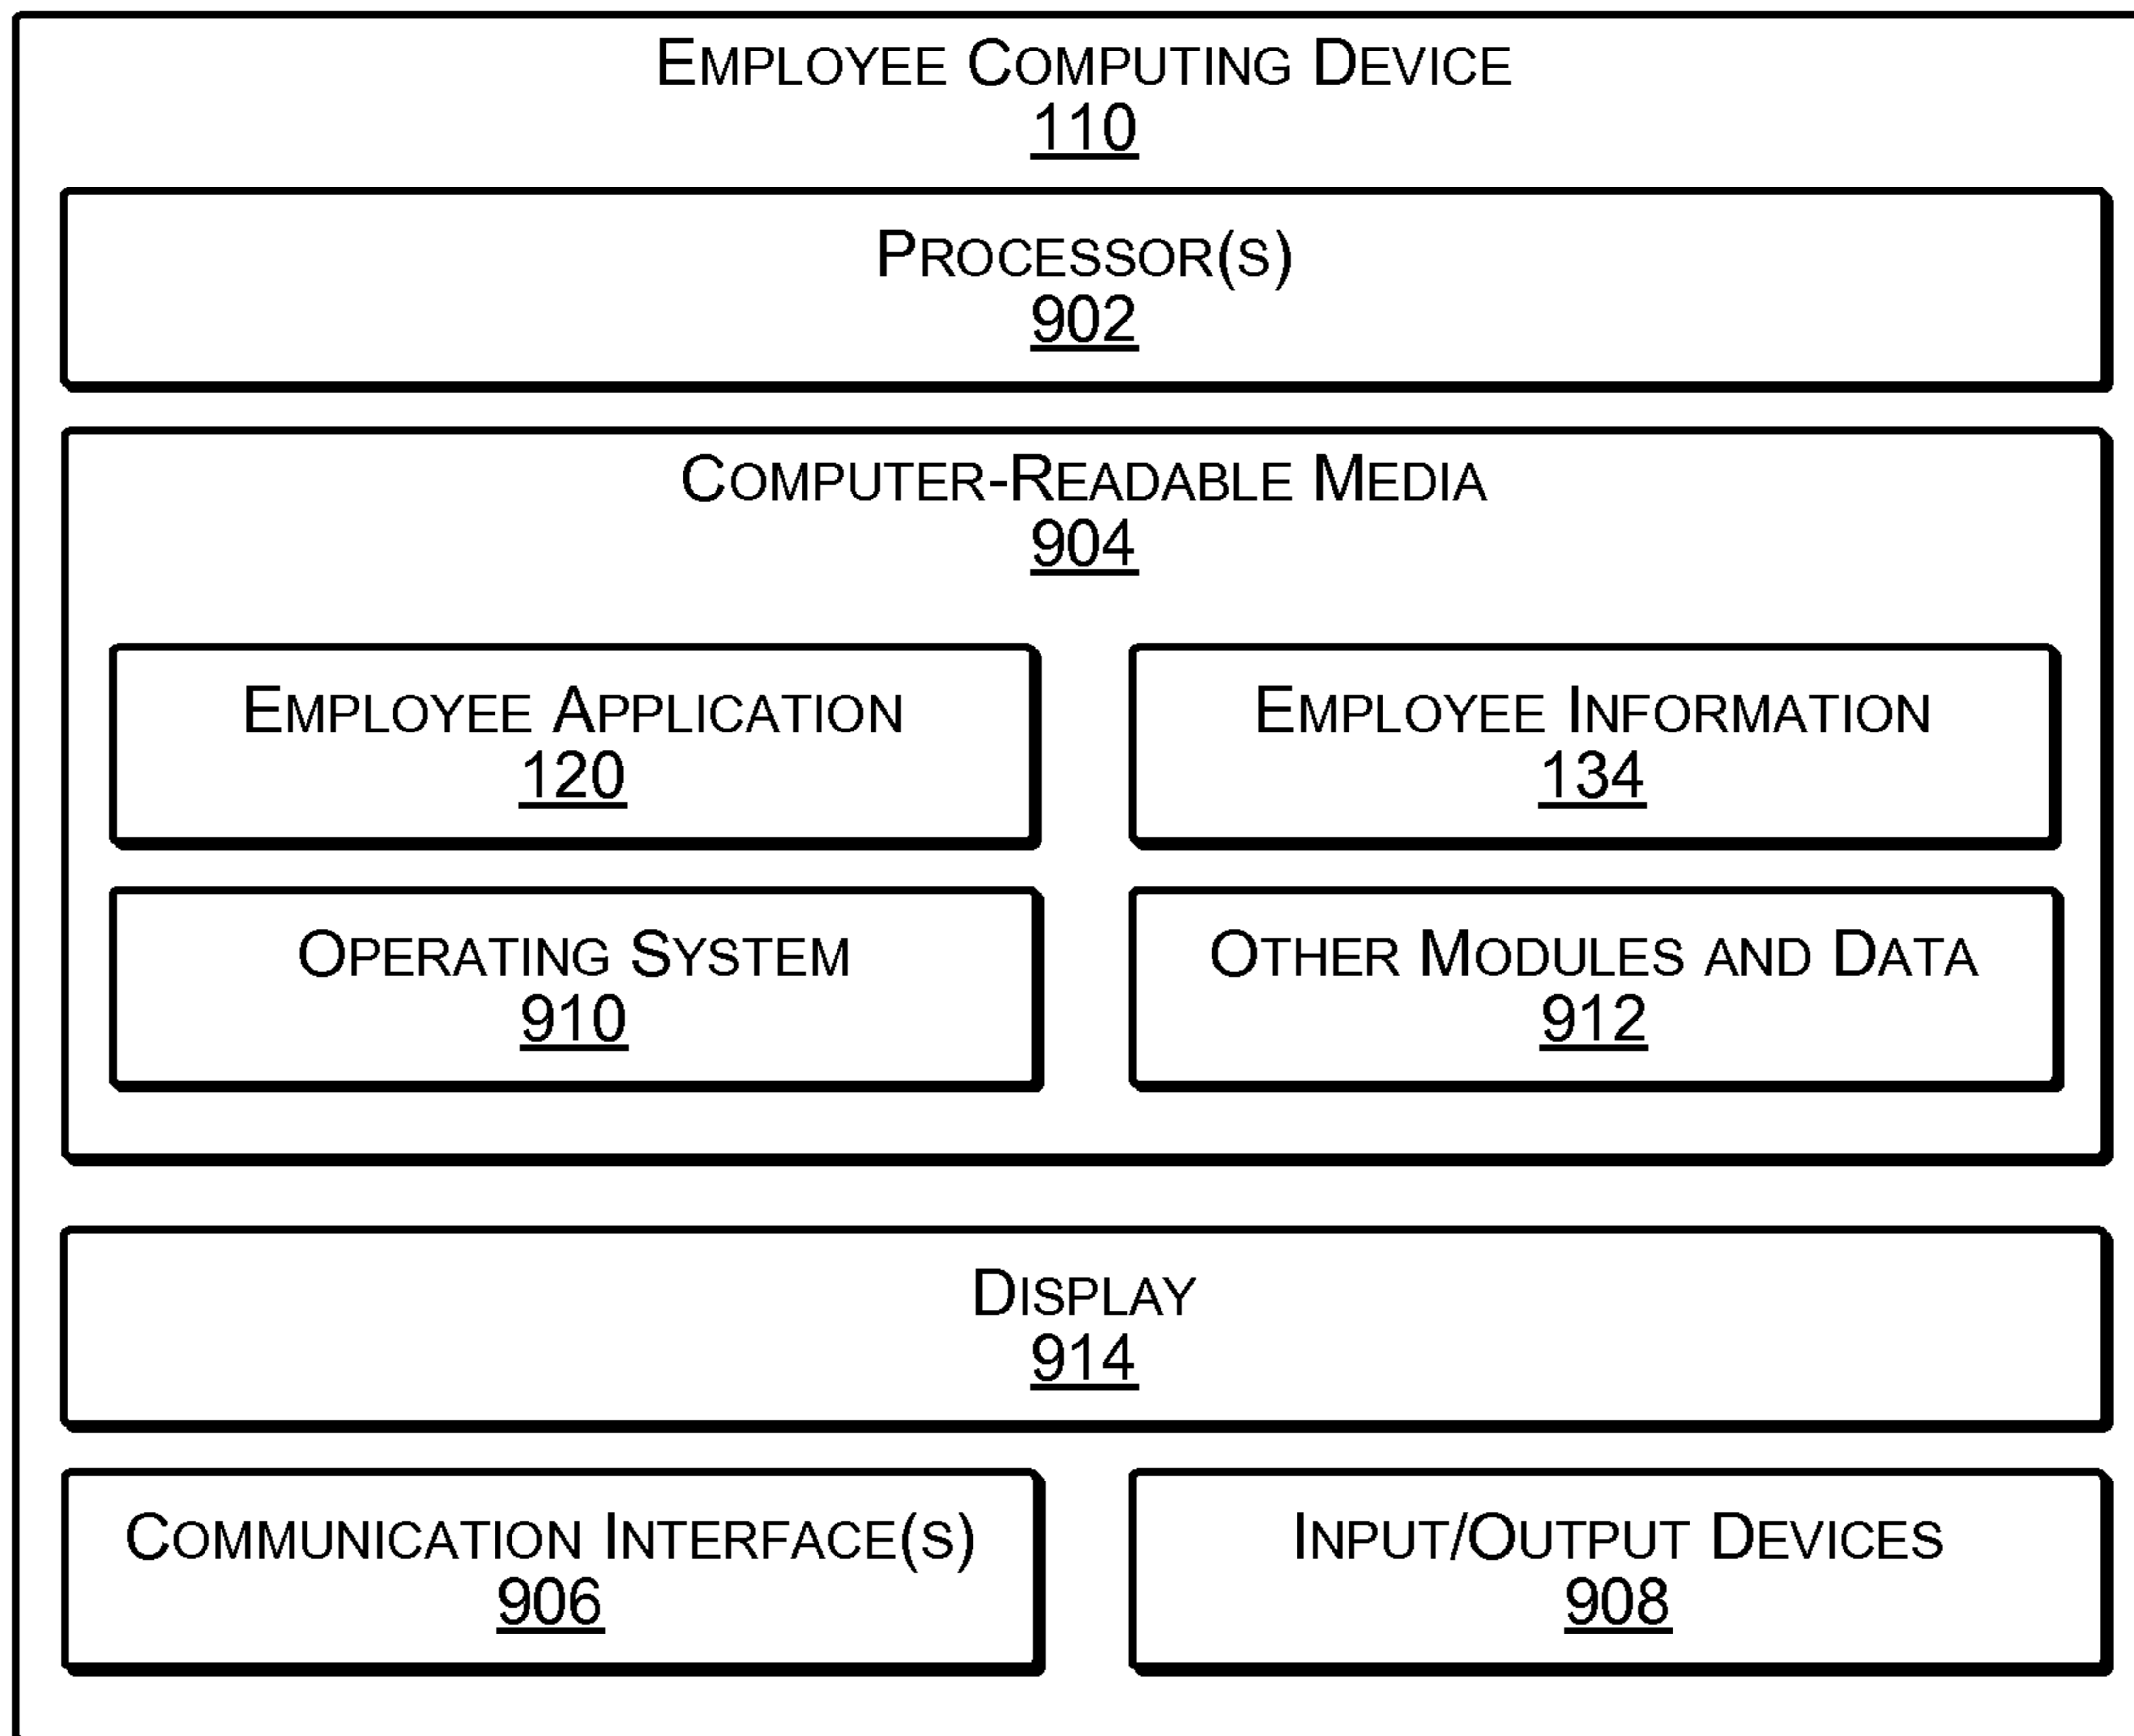 EMPLOYEE COMPUTING DEVICE
110
PROCESSOR(S)
902
COMPUTER-READABLE MEDIA
904
EMPLOYEE APPLICATION
120
EMPLOYEE INFORMATION
134
OPERATING SYSTEM
910
OTHER MODULES AND DATA
912
DISPLAY
914
COMMUNICATION INTERFACE(S)
906
INPUT/OUTPUT DEVICES
908